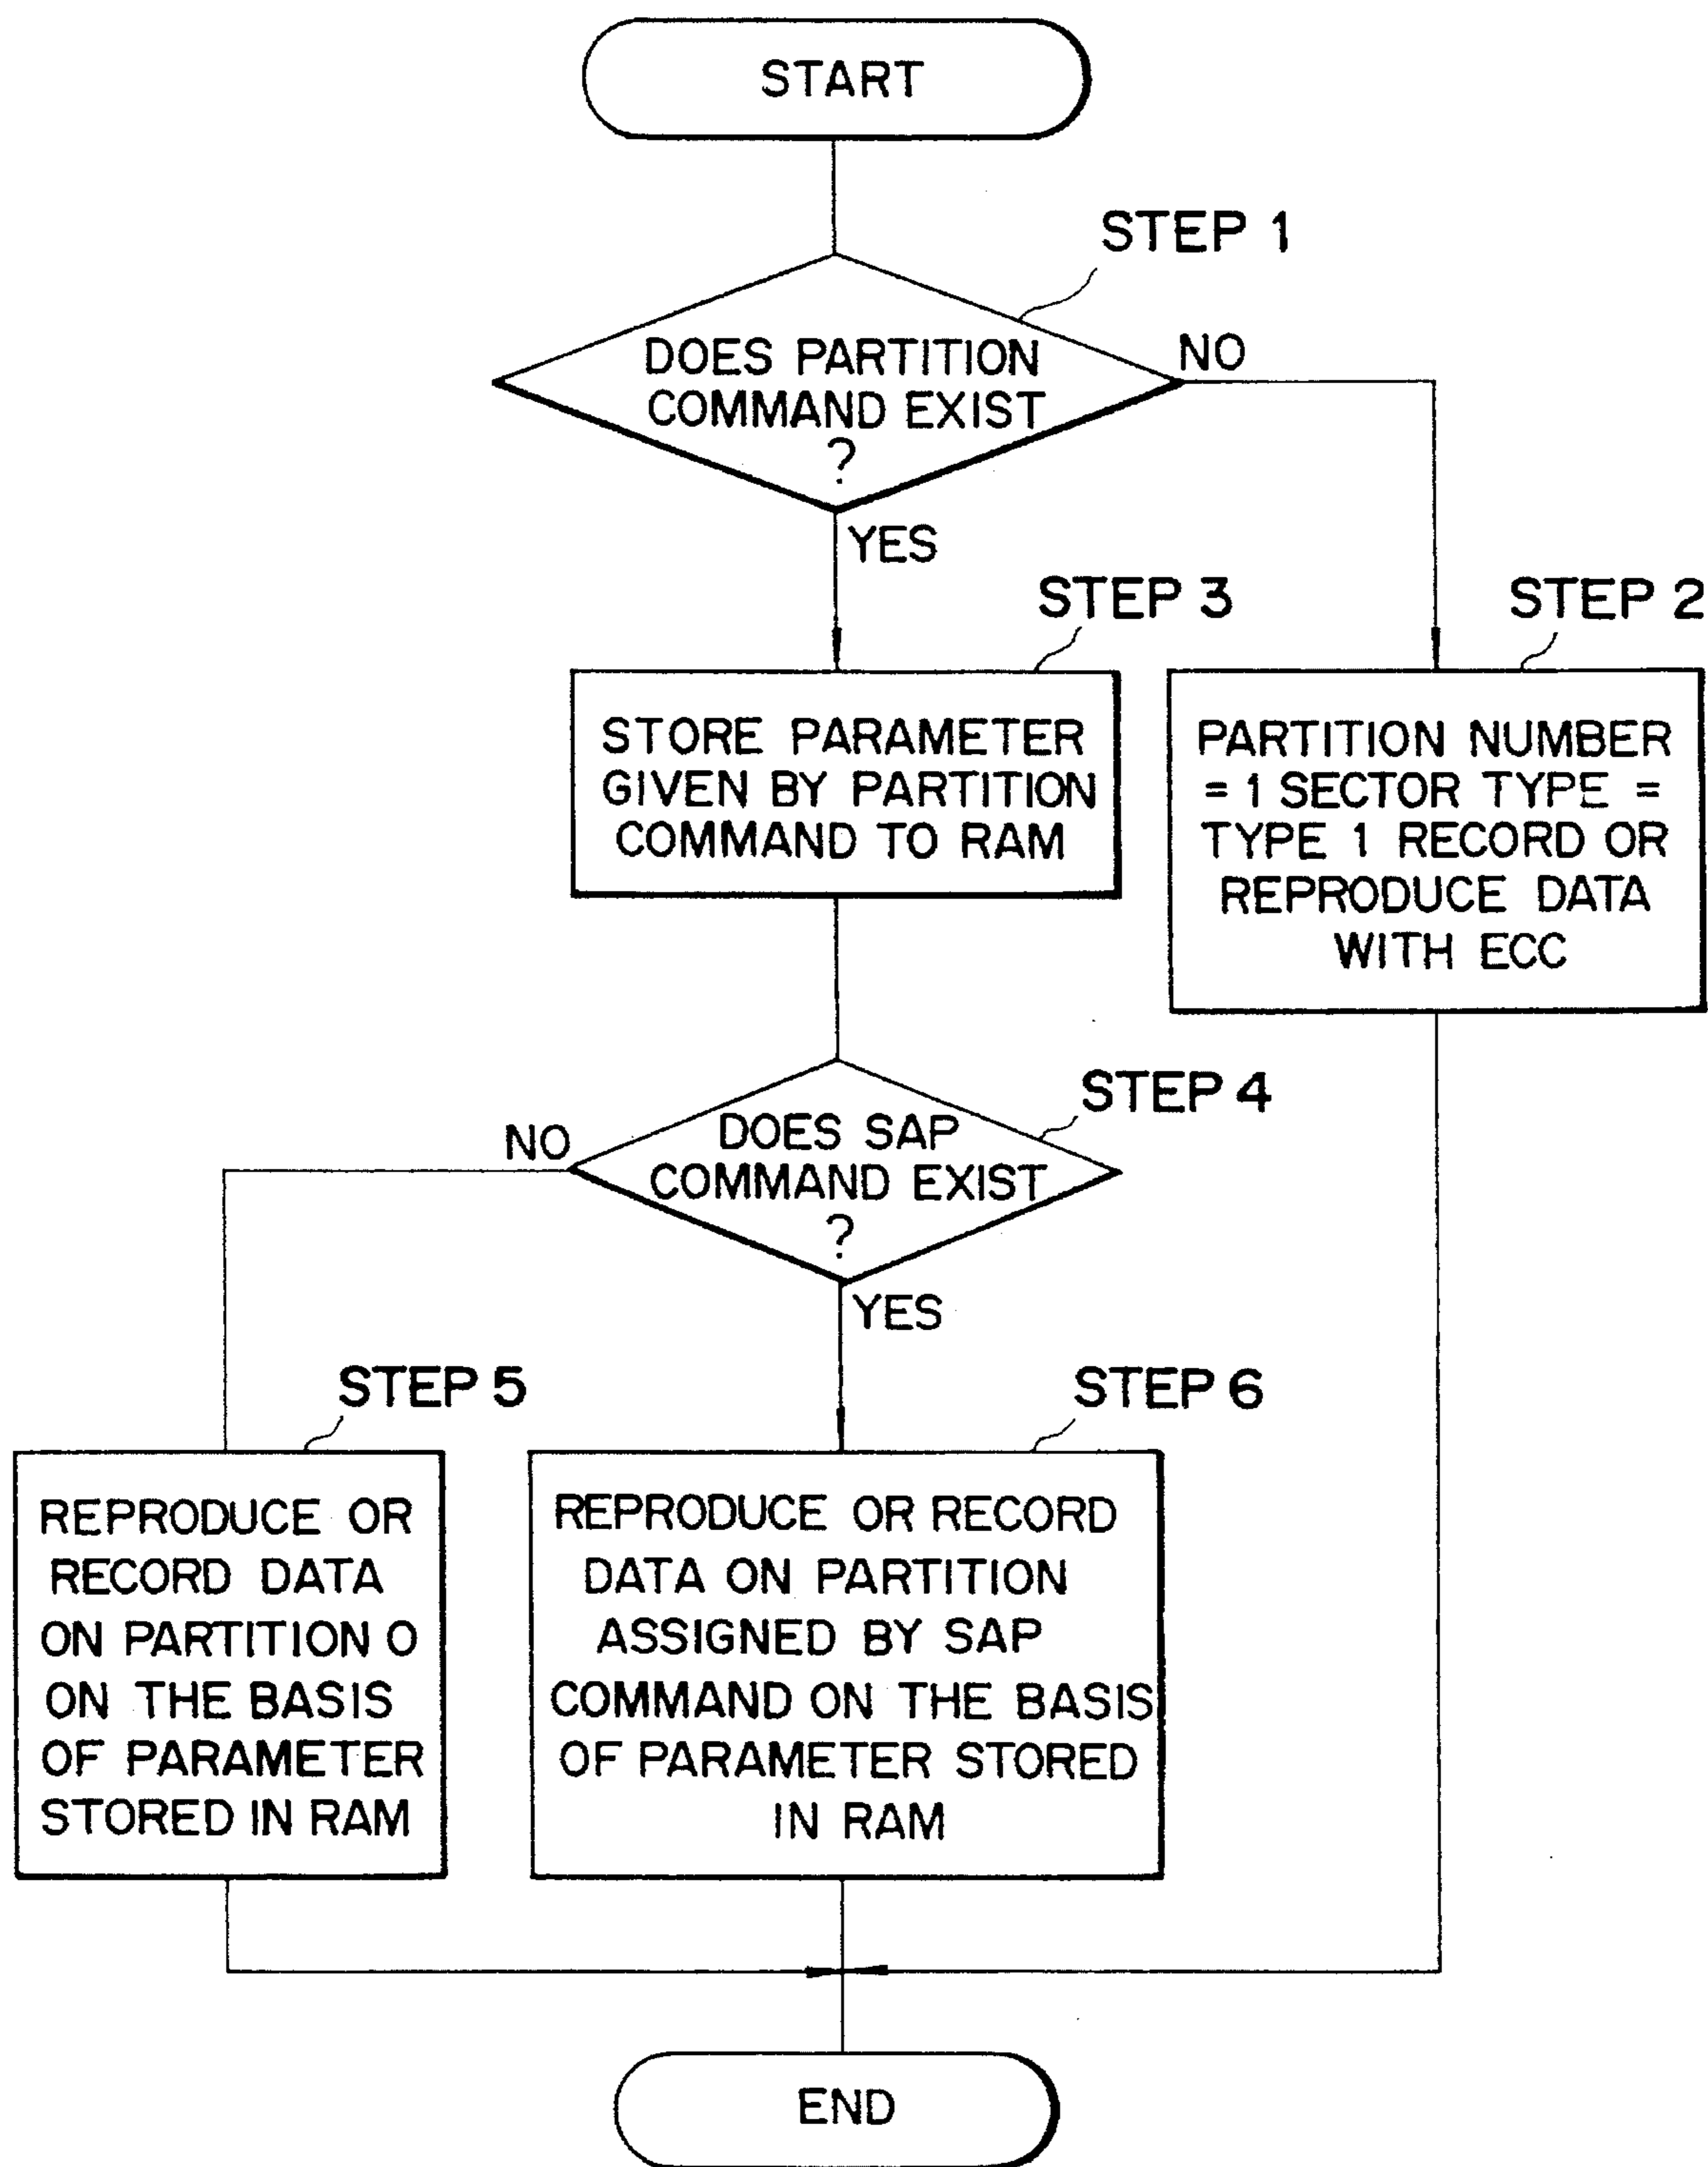 START
STEP 1
DOES PARTITION
COMMAND EXIST
?
NO
YES
STEP 3
STORE PARAMETER
GIVEN BY PARTITION
COMMAND TO RAM
STEP 2
PARTITION NUMBER
= 1 SECTOR TYPE =
TYPE 1 RECORD OR
REPRODUCE DATA
WITH ECC
STEP 4
DOES SAP
COMMAND EXIST
?
NO
YES
STEP 5
REPRODUCE OR
RECORD DATA
ON PARTITION 0
ON THE BASIS
OF PARAMETER
STORED IN RAM
STEP 6
REPRODUCE OR RECORD
DATA ON PARTITION
ASSIGNED BY SAP
COMMAND ON THE BASIS
OF PARAMETER STORED
IN RAM
END